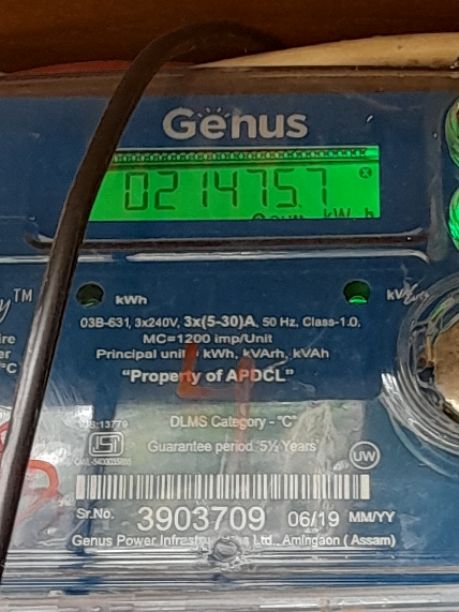 Genus
0214757
kW h
TM
kWh
03B-631, 3x240V, 3x(5-30)A, 50 Hz, Class-1.0,
MC=1200 imp/Unit
Principal unit kWh, kVArh, kVAh
"Property of APDCL"
4
DLMS Category - "C"
Guarantee period '5½ Years'
UW
Sr.No. 3903709 06/19 MM/YY
Genus Power Ltd., Amingaon (Assam)